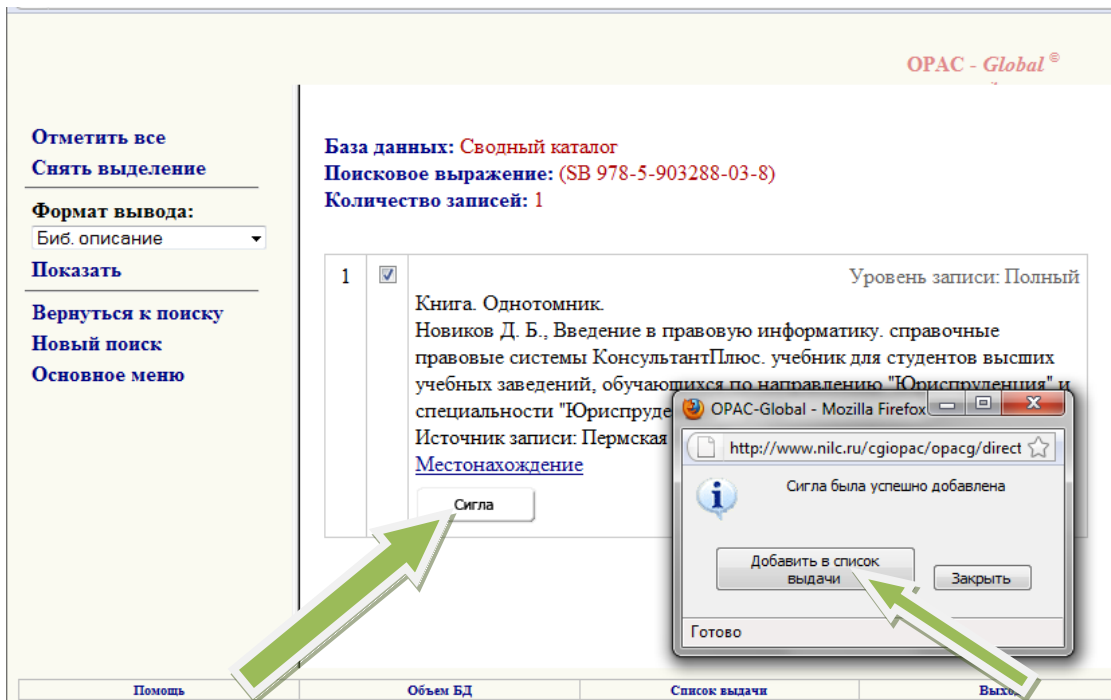 OPAC - Global ©
Отметить все
Снять выделение
Формат вывода:
Биб. описание
Показать
Вернуться к поиску
Новый поиск
Основное меню
База данных: Сводный каталог
Поисковое выражение: (SB 978-5-903288-03-8)
Количество записей: 1
1
Уровень записи: Полный
Книга. Однотомник.
Новиков Д. Б., Введение в правовую информатику. справочные
правовые системы КонсультантПлюс. учебник для студентов высших
учебных заведений, обучающихся по направлению "Юриспруденция" и
специальности "Юриспруде
Источник записи: Пермская
Местонахождение
Сигла
OPAC-Global - Mozilla Firefox
http://www.nilc.ru/cgiopac/opacg/direct
Сигла была успешно добавлена
Добавить в список
выдачи
Закрыть
Готово
Помощь
Объем БД
Список выдачи
Выход